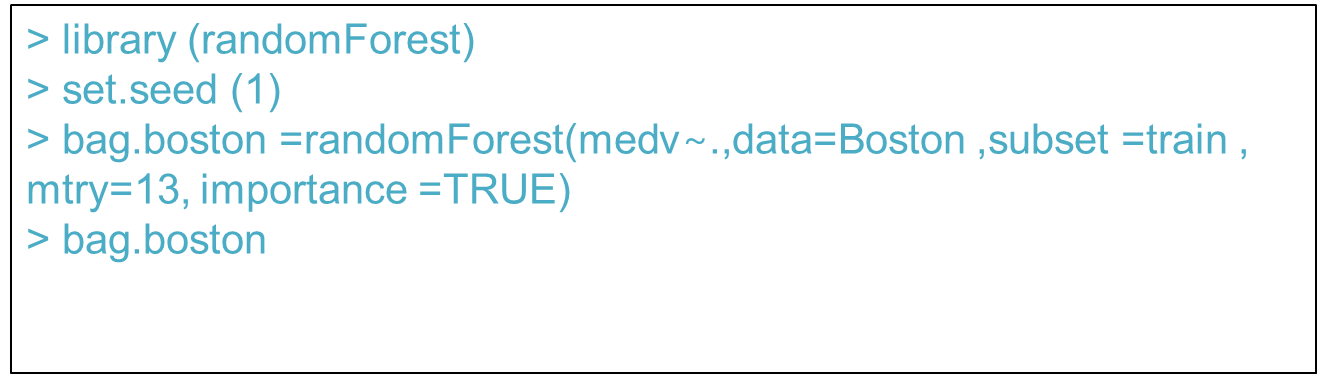 > library (randomForest)
> set.seed (1)
> bag.boston =randomForest(medv~.,data=Boston ,subset =train ,
mtry=13, importance =TRUE)
> bag.boston